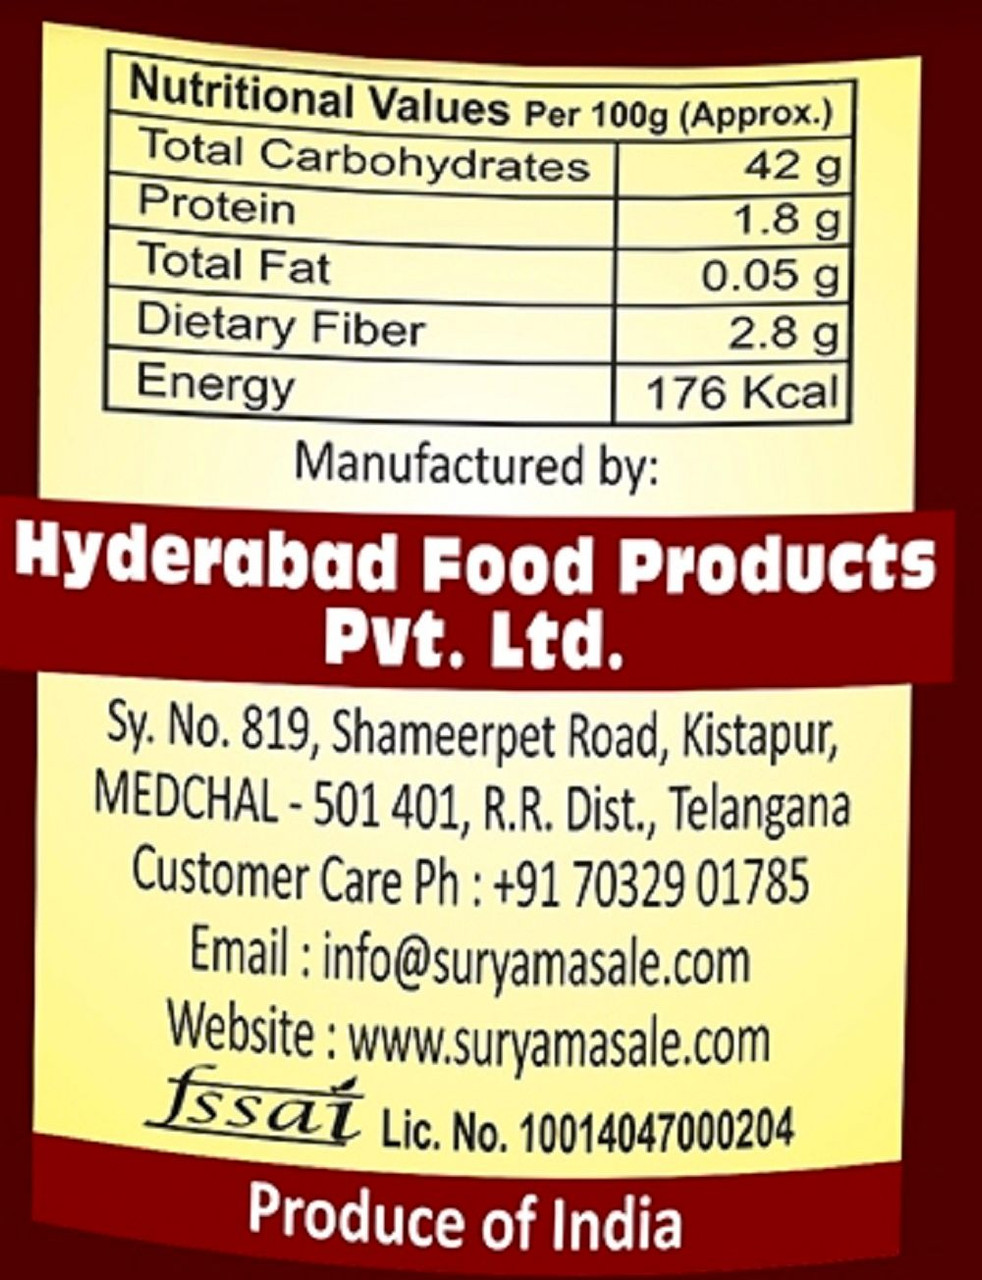 Nutritional Values Per 100g (Approx.)
Total Carbohydrates 42 g
Protein 1.8 g
Total Fat 0.05 g
Dietary Fiber 2.8 g
Energy 176 Kcal
Manufactured by:
Hyderabad Food Products
Pvt. Ltd.
Sy. No. 819, Shameerpet Road, Kistapur,
MEDCHAL - 501 401, R.R. Dist., Telangana
Customer Care Ph : +91 70329 01785
Email : info@suryamasale.com
Website : www.suryamasale.com
fssai Lic. No. 10014047000204
Produce of India